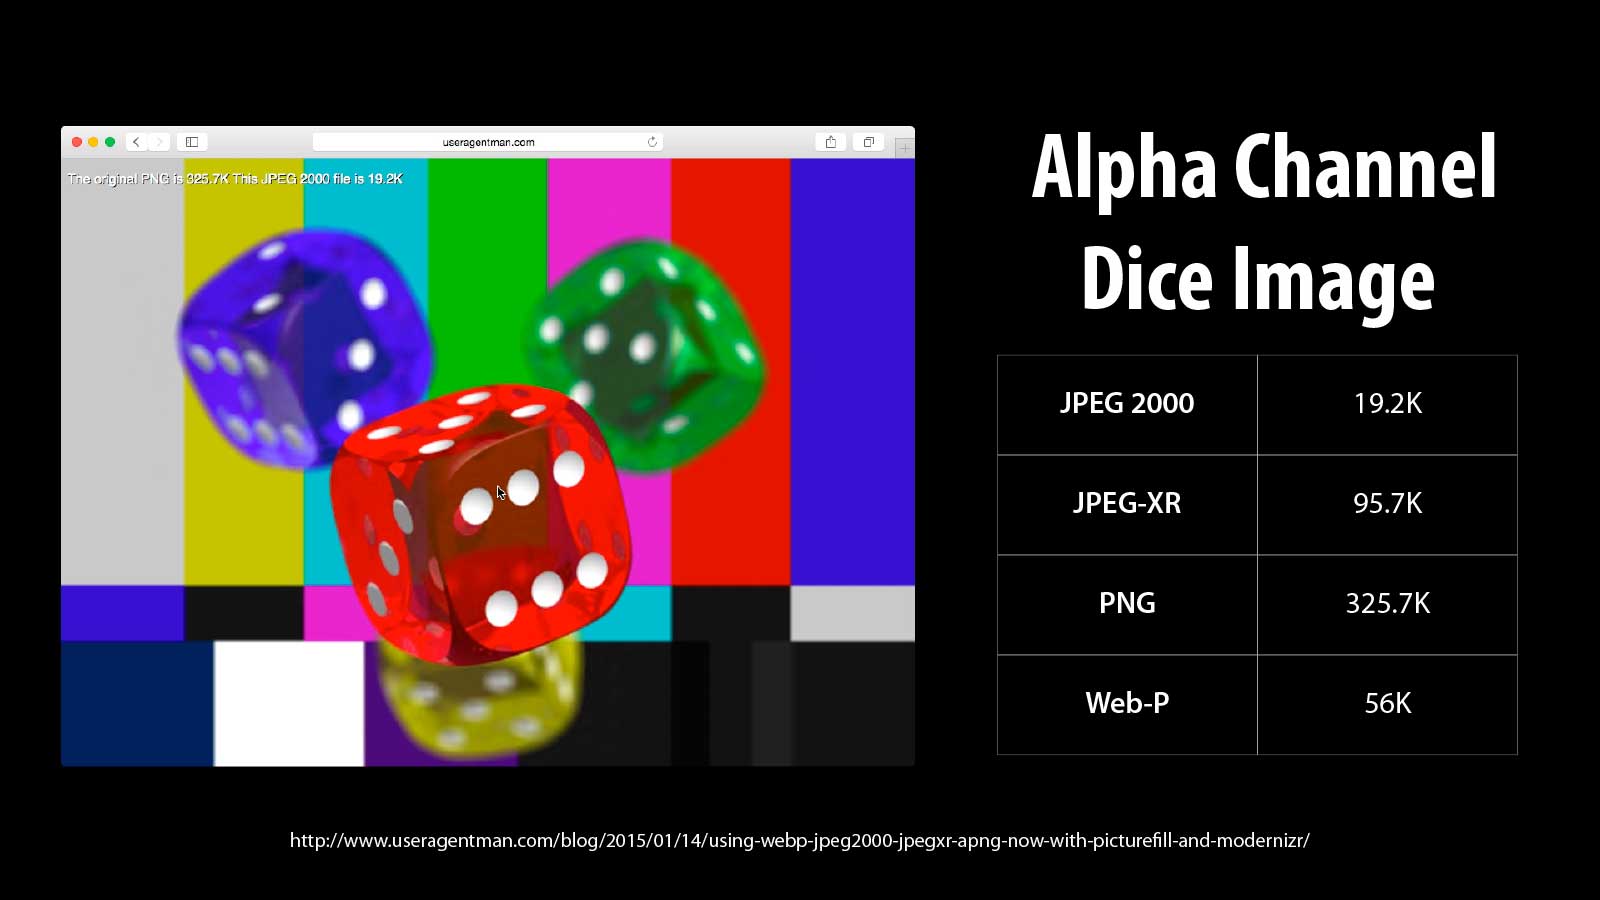 useragentman.com
The original PNG is 325.7K This JPEG 2000 file is 19.2K
Alpha Channel
Dice Image
JPEG 2000 19.2K
JPEG-XR 95.7K
PNG 325.7K
Web-P 56K
http://www.useragentman.com/blog/2015/01/14/using-webp-jpeg2000-jpegxr-apng-now-with-picturefill-and-modernizr/